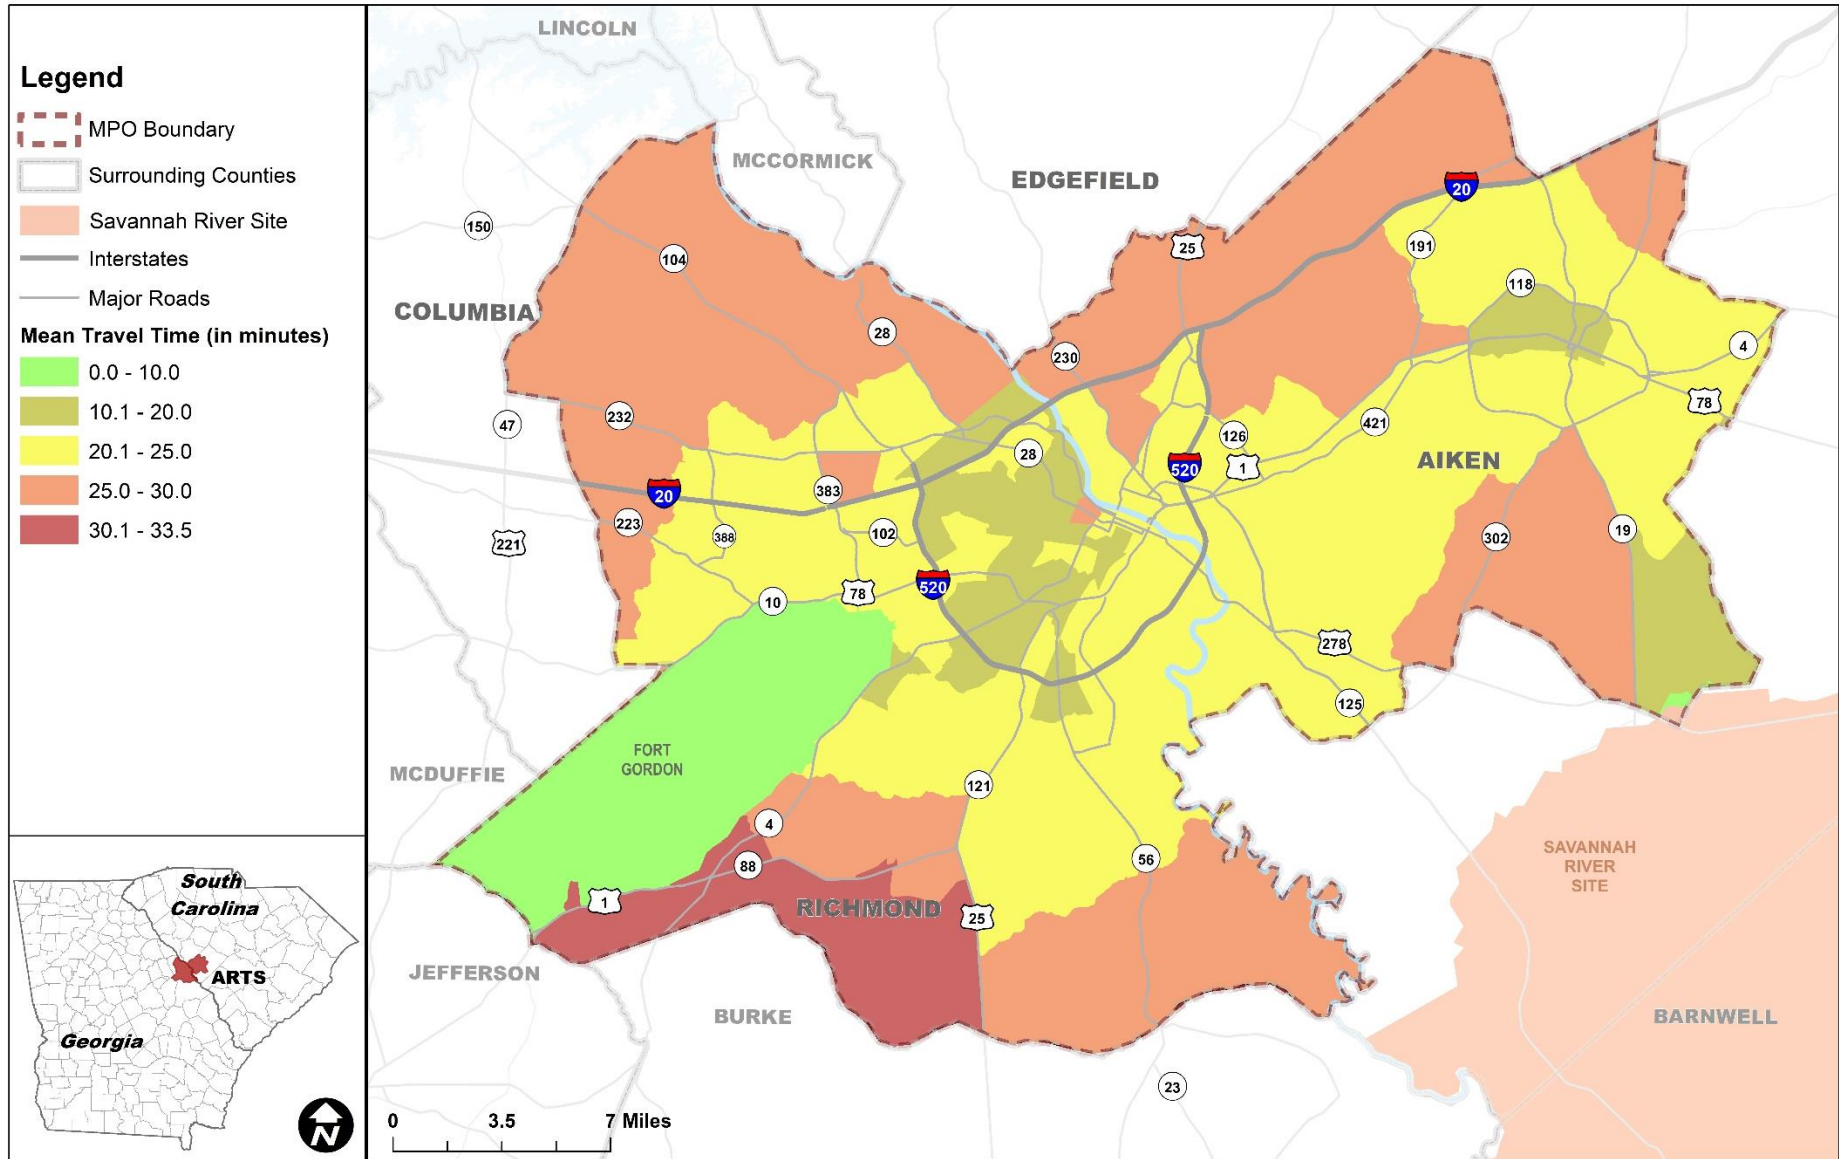 Legend
MPO Boundary
Surrounding Counties
Savannah River Site
Interstates
Major Roads
Mean Travel Time (in minutes)
0.0 - 10.0
10.1 - 20.0
20.1 - 25.0
25.0 - 30.0
30.1 - 33.5
South
Carolina
ARTS
Georgia
N
LINCOLN
MCCORMICK
EDGEFIELD
20
150
25
191
104
118
COLUMBIA
28
4
230
78
232
47
421
126
28
AIKEN
520
1
20
383
223
221
388
102
302
19
78
520
10
278
125
FORT
GORDON
MCDUFFIE
121
4
88
56
SAVANNAH
RIVER
SITE
1
RICHMOND
25
JEFFERSON
BURKE
BARNWELL
23
0 3.5 7 Miles